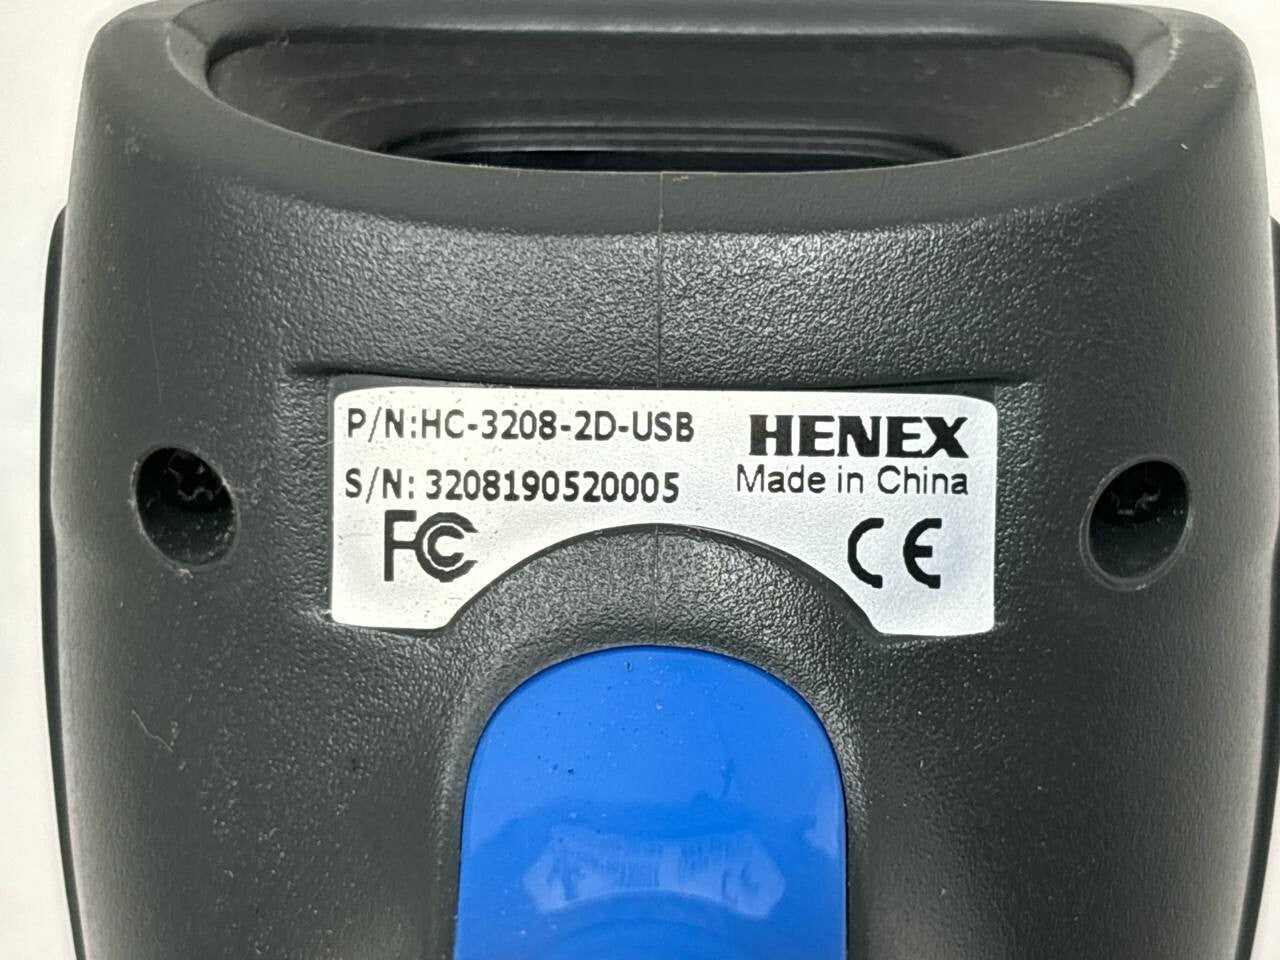 P/N:HC-3208-2D-USB
HENEX
S/N: 3208190520005
Made in China
FC
CE